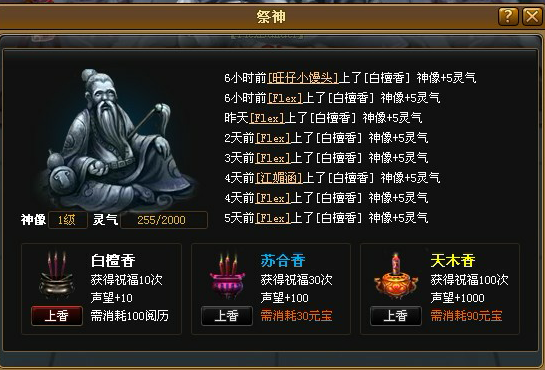 祭神
6小时前[旺仔小馒头]上了[白檀香] 神像+5灵气
6小时前[Flex]上了[白檀香] 神像+5灵气
昨天[Flex]上了[白檀香] 神像+5灵气
2天前[Flex]上了[白檀香] 神像+5灵气
3天前[Flex]上了[白檀香] 神像+5灵气
4天前[江媚函]上了[白檀香] 神像+5灵气
4天前[Flex]上了[白檀香] 神像+5灵气
5天前[Flex]上了[白檀香] 神像+5灵气
神像 1级 灵气 255/2000
白檀香
获得祝福10次
声望+10
上香 需消耗100阅历
苏合香
获得祝福30次
声望+100
上香 需消耗30元宝
天木香
获得祝福100次
声望+1000
上香 需消耗90元宝